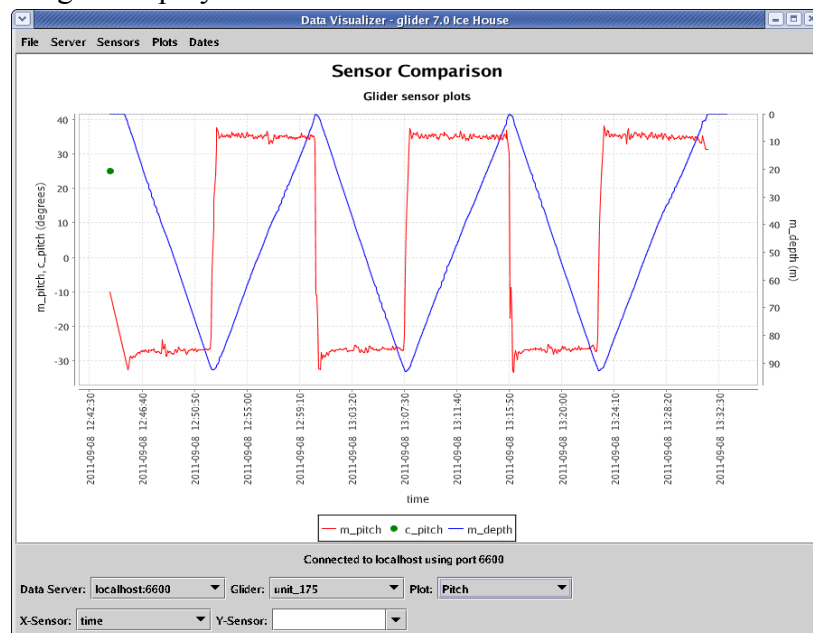 Data Visualizer - glider 7.0 Ice House
File Server Sensors Plots Dates
Sensor Comparison
Glider sensor plots
40
30
20
10
0
-10
-20
-30
m_pitch, c_pitch (degrees)
0
10
20
30
40
50
60
70
80
90
m_depth (m)
2011-09-08 12:42:30
2011-09-08 12:46:40
2011-09-08 12:50:50
2011-09-08 12:55:00
2011-09-08 12:59:10
2011-09-08 13:03:20
2011-09-08 13:07:30
2011-09-08 13:11:40
2011-09-08 13:15:50
2011-09-08 13:20:00
2011-09-08 13:24:10
2011-09-08 13:28:20
2011-09-08 13:32:30
time
m_pitch c_pitch m_depth
Connected to localhost using port 6600
Data Server: localhost:6600 Glider: unit_175 Plot: Pitch
X-Sensor: time Y-Sensor: